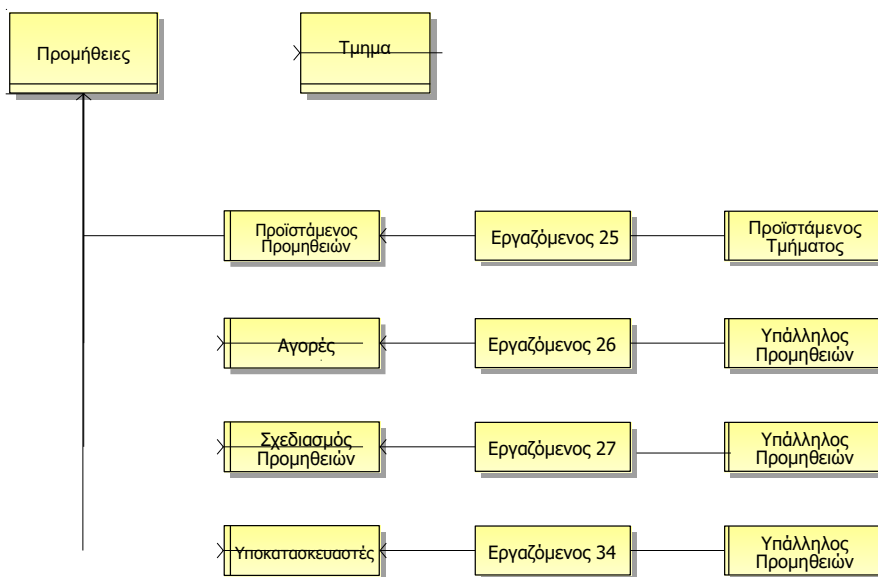 Προμήθειες
Τμημα
Προϊστάμενος
Προμηθειών
Εργαζόμενος 25
Προϊστάμενος
Τμήματος
Αγορές
Εργαζόμενος 26
Υπάλληλος
Προμηθειών
Σχεδιασμός
Προμηθειών
Εργαζόμενος 27
Υπάλληλος
Προμηθειών
Υποκατασκευαστές
Εργαζόμενος 34
Υπάλληλος
Προμηθειών